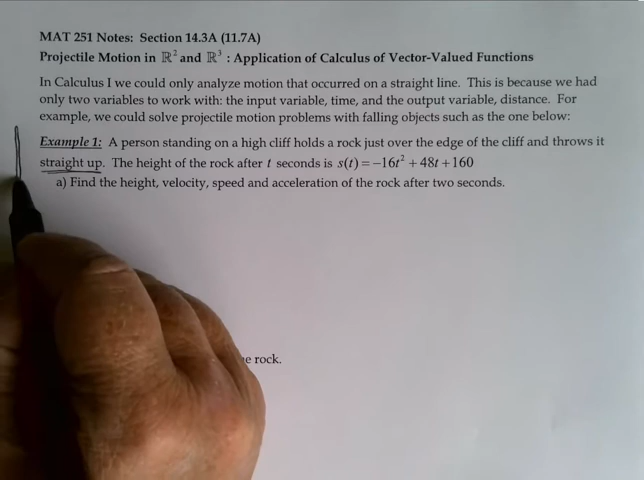 MAT 251 Notes: Section 14.3A (11.7A)
Projectile Motion in ℝ² and ℝ³ : Application of Calculus of Vector-Valued Functions
In Calculus I we could only analyze motion that occurred on a straight line. This is because we had
only two variables to work with: the input variable, time, and the output variable, distance. For
example, we could solve projectile motion problems with falling objects such as the one below:
Example 1: A person standing on a high cliff holds a rock just over the edge of the cliff and throws it
straight up. The height of the rock after t seconds is s(t) = −16t² + 48t + 160
a) Find the height, velocity, speed and acceleration of the rock after two seconds.
rock.